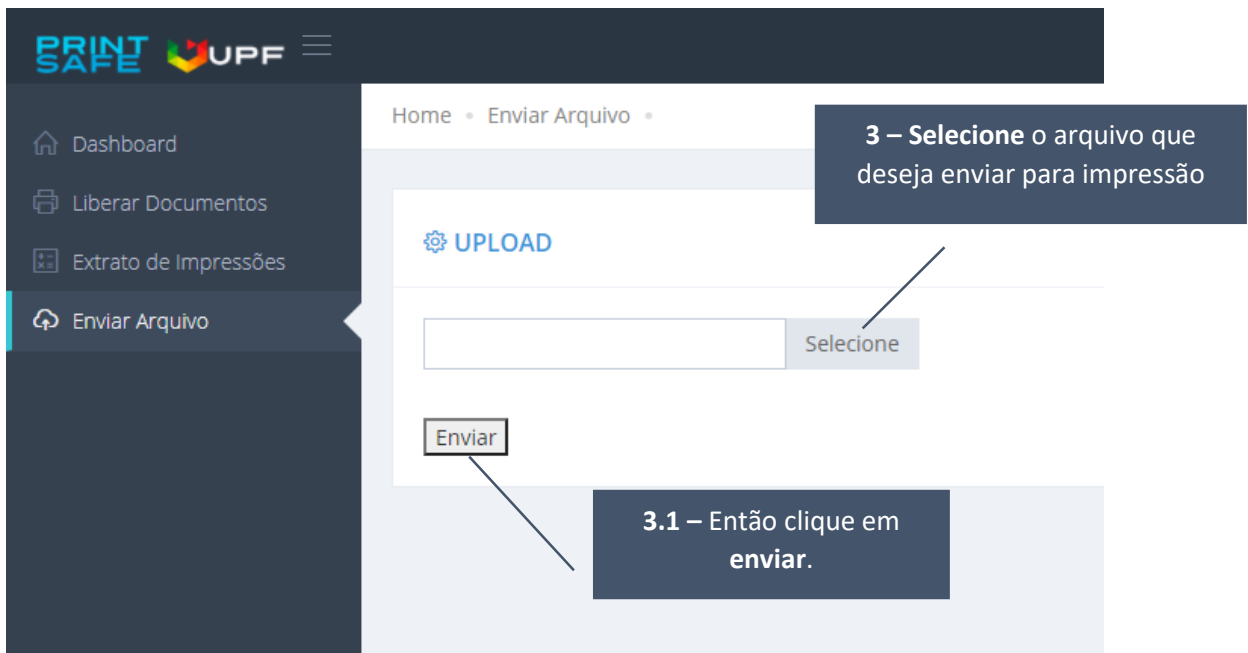 PRINT
SAFE
UPF
Dashboard
Liberar Documentos
Extrato de Impressões
Enviar Arquivo
Home • Enviar Arquivo •
3 – Selecione o arquivo que
deseja enviar para impressão
UPLOAD
Selecione
Enviar
3.1 – Então clique em
enviar.